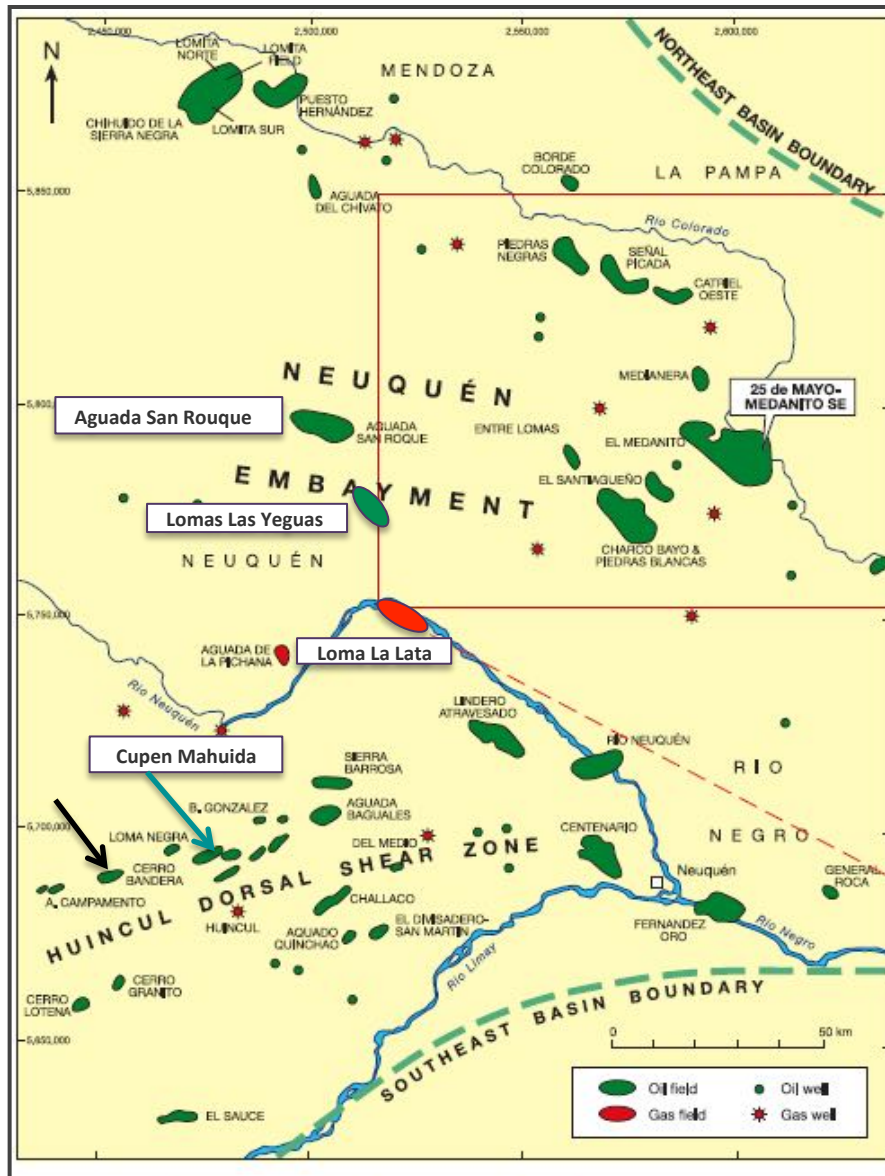 2,450,000
2,500,000
2,550,000
2,600,000
N
LOMITA
NORTE
LOMITA
FIELD
MENDOZA
PUESTO
HERNÁNDEZ
CHIHUIDO DE LA
SIERRA NEGRA
LOMITA SUR
NORTHEAST BASIN BOUNDARY
BORDE
COLORADO
LA PAMPA
5,850,000
AGUADA
DEL CHIVATO
Río Colorado
PIEDRAS
NEGRAS
SEÑAL
PICADA
CATRIEL
OESTE
NEUQUÉN
EMBAYMENT
MEDIANERA
25 de MAYO-
MEDANITO SE
5,800,000
Aguada San Rouque
AGUADA
SAN ROQUE
ENTRE LOMAS
EL MEDANITO
EL SANTIAGUEÑO
Lomas Las Yeguas
CHARCO BAYO &
PIEDRAS BLANCAS
NEUQUÉN
5,750,000
AGUADA DE
LA PICHANA
Loma La Lata
Río Neuquén
LINDERO
ATRAVESADO
RÍO NEUQUÉN
RIO
NEGRO
Cupen Mahuida
SIERRA
BARROSA
B. GONZALEZ
AGUADA
BAGUALES
5,700,000
LOMA NEGRA
DEL MEDIO
CENTENARIO
CERRO
BANDERA
Neuquén
GENERAL
ROCA
A. CAMPAMENTO
HUINCUL DORSAL SHEAR ZONE
CHALLACO
HUINCUL
AGUADO
QUINCHAO
EL DIVISADERO-
SAN MARTIN
FERNANDEZ
ORO
Río Negro
Río Limay
CERRO
GRANITO
CERRO
LOTENA
SOUTHEAST BASIN BOUNDARY
5,650,000
0 50 km
EL SAUCE
Oil field
Oil well
Gas field
Gas well